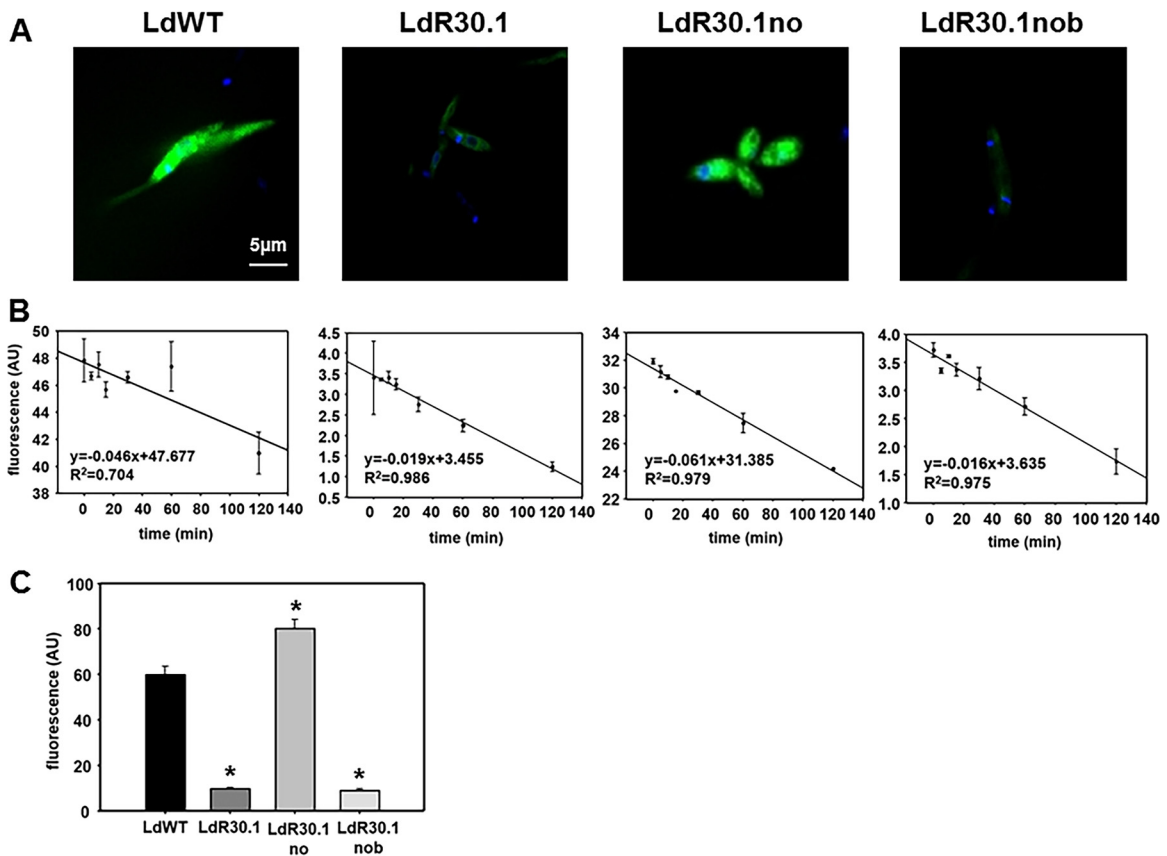 A
LdWT
LdR30.1
LdR30.1no
LdR30.1nob
5µm
B
fluorescence (AU)
50
48
46
44
42
40
38
y=-0.046x+47.677
R²=0.704
0 20 40 60 80 100 120 140
time (min)
4.5
4.0
3.5
3.0
2.5
2.0
1.5
1.0
0.5
y=-0.019x+3.455
R²=0.986
0 20 40 60 80 100 120 140
time (min)
34
32
30
28
26
24
22
y=-0.061x+31.385
R²=0.979
0 20 40 60 80 100 120 140
time (min)
4.0
3.5
3.0
2.5
2.0
1.5
1.0
y=-0.016x+3.635
R²=0.975
0 20 40 60 80 100 120 140
time (min)
C
fluorescence (AU)
100
80
60
40
20
0
*
*
*
LdWT
LdR30.1
LdR30.1
no
LdR30.1
nob